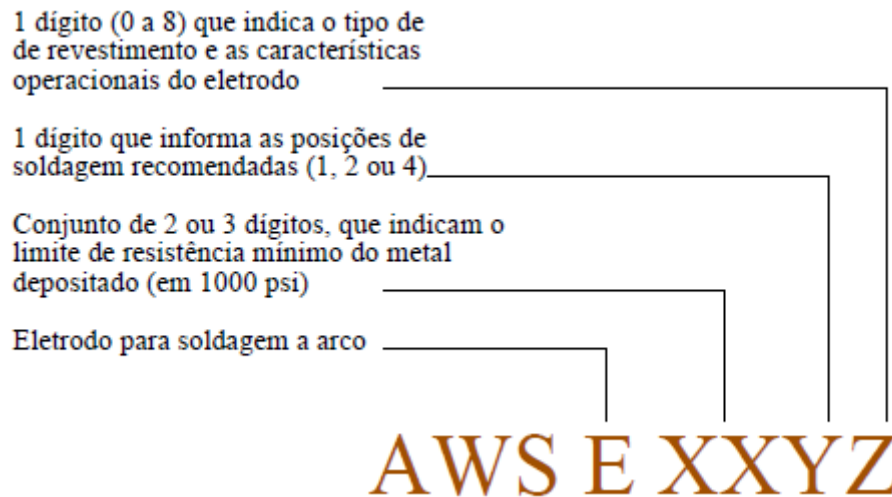 1 dígito (0 a 8) que indica o tipo de
de revestimento e as características
operacionais do eletrodo
1 dígito que informa as posições de
soldagem recomendadas (1, 2 ou 4)
Conjunto de 2 ou 3 dígitos, que indicam o
limite de resistência mínimo do metal
depositado (em 1000 psi)
Eletrodo para soldagem a arco
AWS E XXYZ